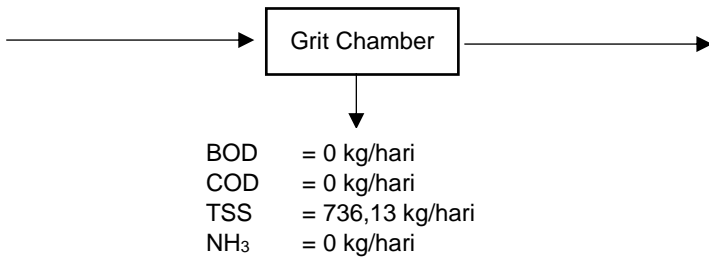 Grit Chamber
BOD = 0 kg/hari
COD = 0 kg/hari
TSS = 736,13 kg/hari
NH₃ = 0 kg/hari